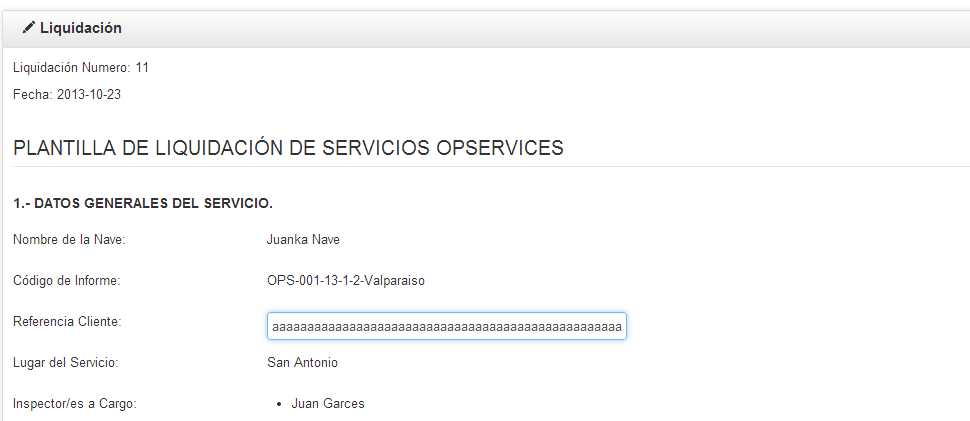 Liquidación
Liquidación Numero: 11
Fecha: 2013-10-23
PLANTILLA DE LIQUIDACIÓN DE SERVICIOS OPSERVICES
1.- DATOS GENERALES DEL SERVICIO.
Nombre de la Nave: Juanka Nave
Código de Informe: OPS-001-13-1-2-Valparaiso
Referencia Cliente: aaaaaaaaaaaaaaaaaaaaaaaaaaaaaaaaaaaaaaaaaaaaaaaaaa
Lugar del Servicio: San Antonio
Inspector/es a Cargo: • Juan Garces